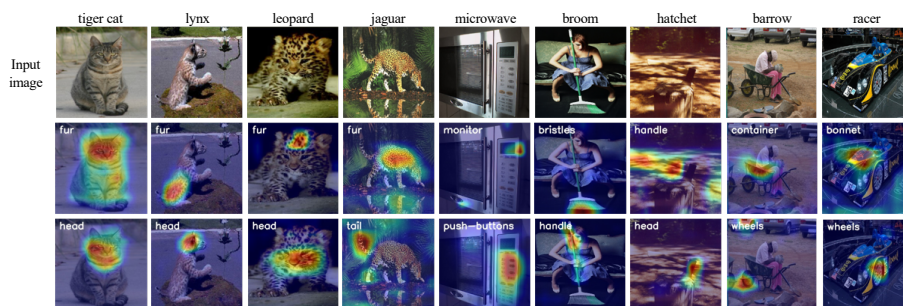 tiger cat lynx leopard jaguar microwave broom hatchet barrow racer
Input
image
fur fur fur fur monitor bristles handle container bonnet
head head head tail push-buttons handle head wheels wheels